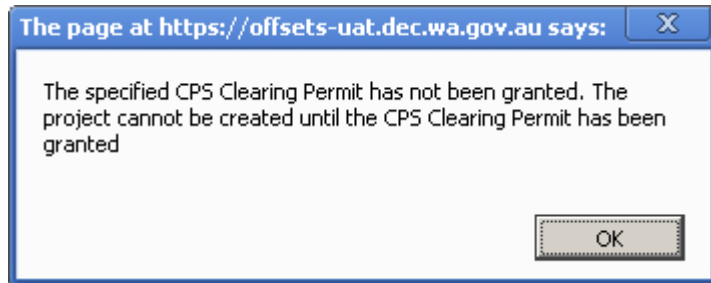 The page at https://offsets-uat.dec.wa.gov.au says:
The specified CPS Clearing Permit has not been granted. The
project cannot be created until the CPS Clearing Permit has been
granted
OK